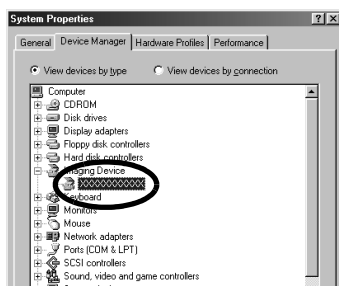 System Properties
? X
General Device Manager Hardware Profiles Performance
View devices by type View devices by connection
Computer
CDROM
Disk drives
Display adapters
Floppy disk controllers
Hard disk controllers
Imaging Device
XXXXXXXXXXX
Keyboard
Monitors
Mouse
Network adapters
Ports (COM & LPT)
SCSI controllers
Sound, video and game controllers